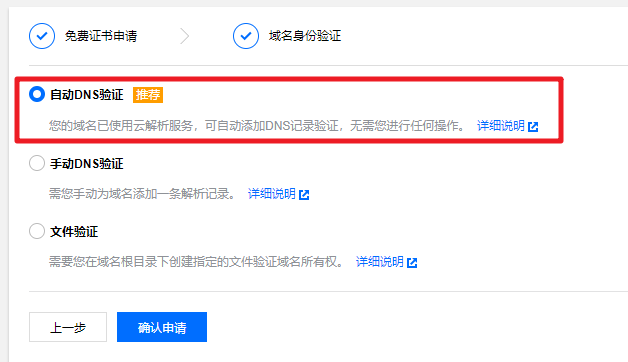 免费证书申请 域名身份验证
自动DNS验证 推荐
您的域名已使用云解析服务，可自动添加DNS记录验证，无需您进行任何操作。 详细说明
手动DNS验证
需您手动为域名添加一条解析记录。 详细说明
文件验证
需要您在域名根目录下创建指定的文件验证域名所有权。 详细说明
上一步 确认申请